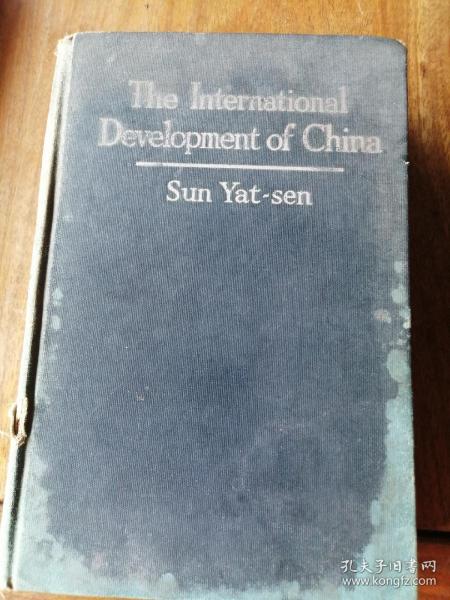 The International
Development of China
Sun Yat-sen
孔夫子旧书网
www.kongfz.com